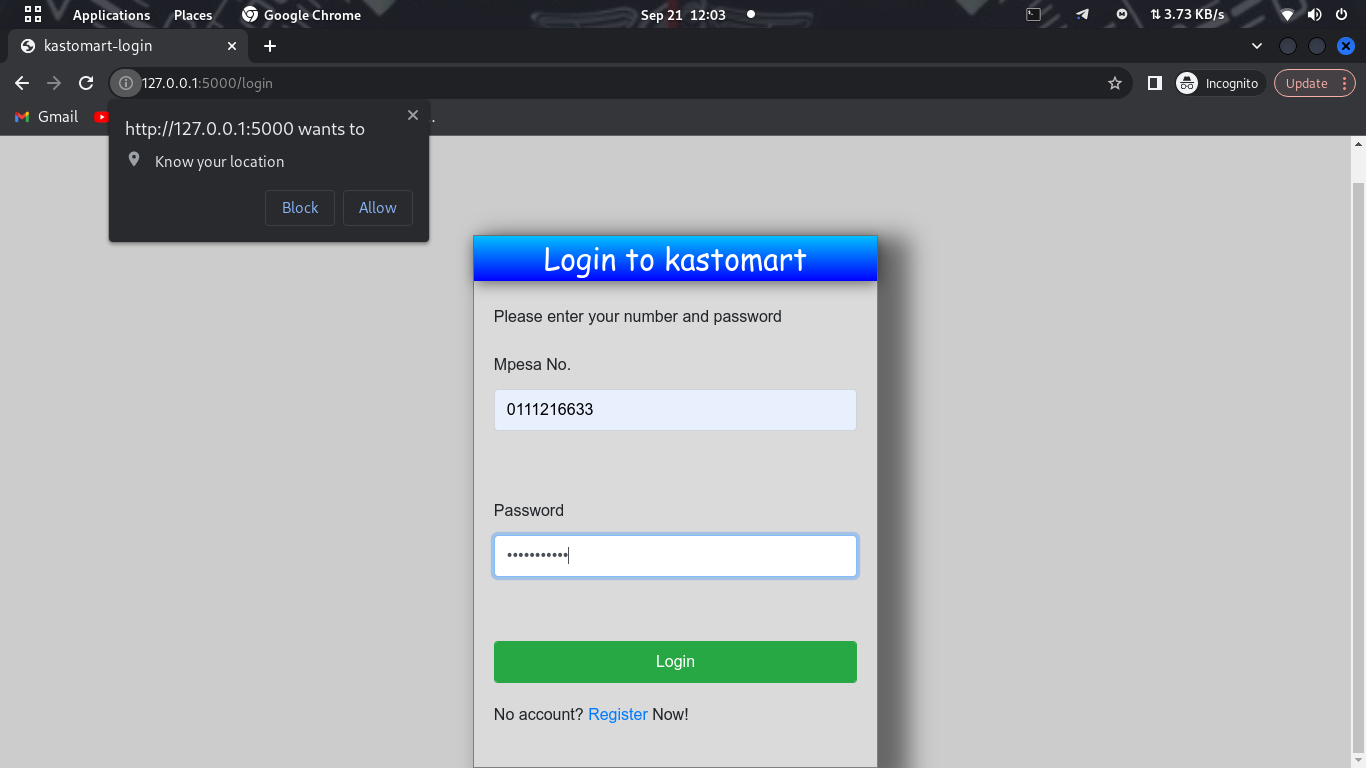 Applications Places Google Chrome Sep 21 12:03 3.73 KB/s
kastomart-login
127.0.0.1:5000/login Incognito Update
Gmail
http://127.0.0.1:5000 wants to
Know your location
Block Allow
Login to kastomart
Please enter your number and password
Mpesa No.
0111216633
Password
•••••••••••
Login
No account? Register Now!